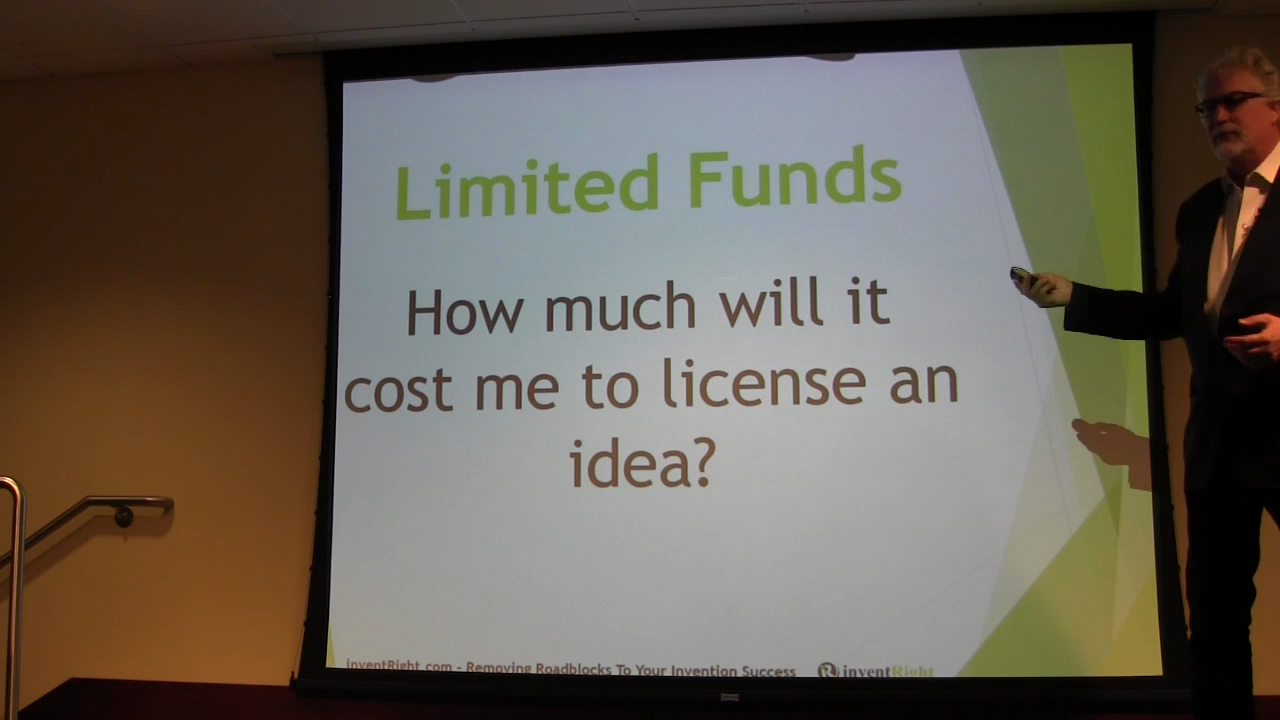 Limited Funds
How much will it
cost me to license an
idea?
inventRight.com - Removing Roadblocks To Your Invention Success
R inventRight